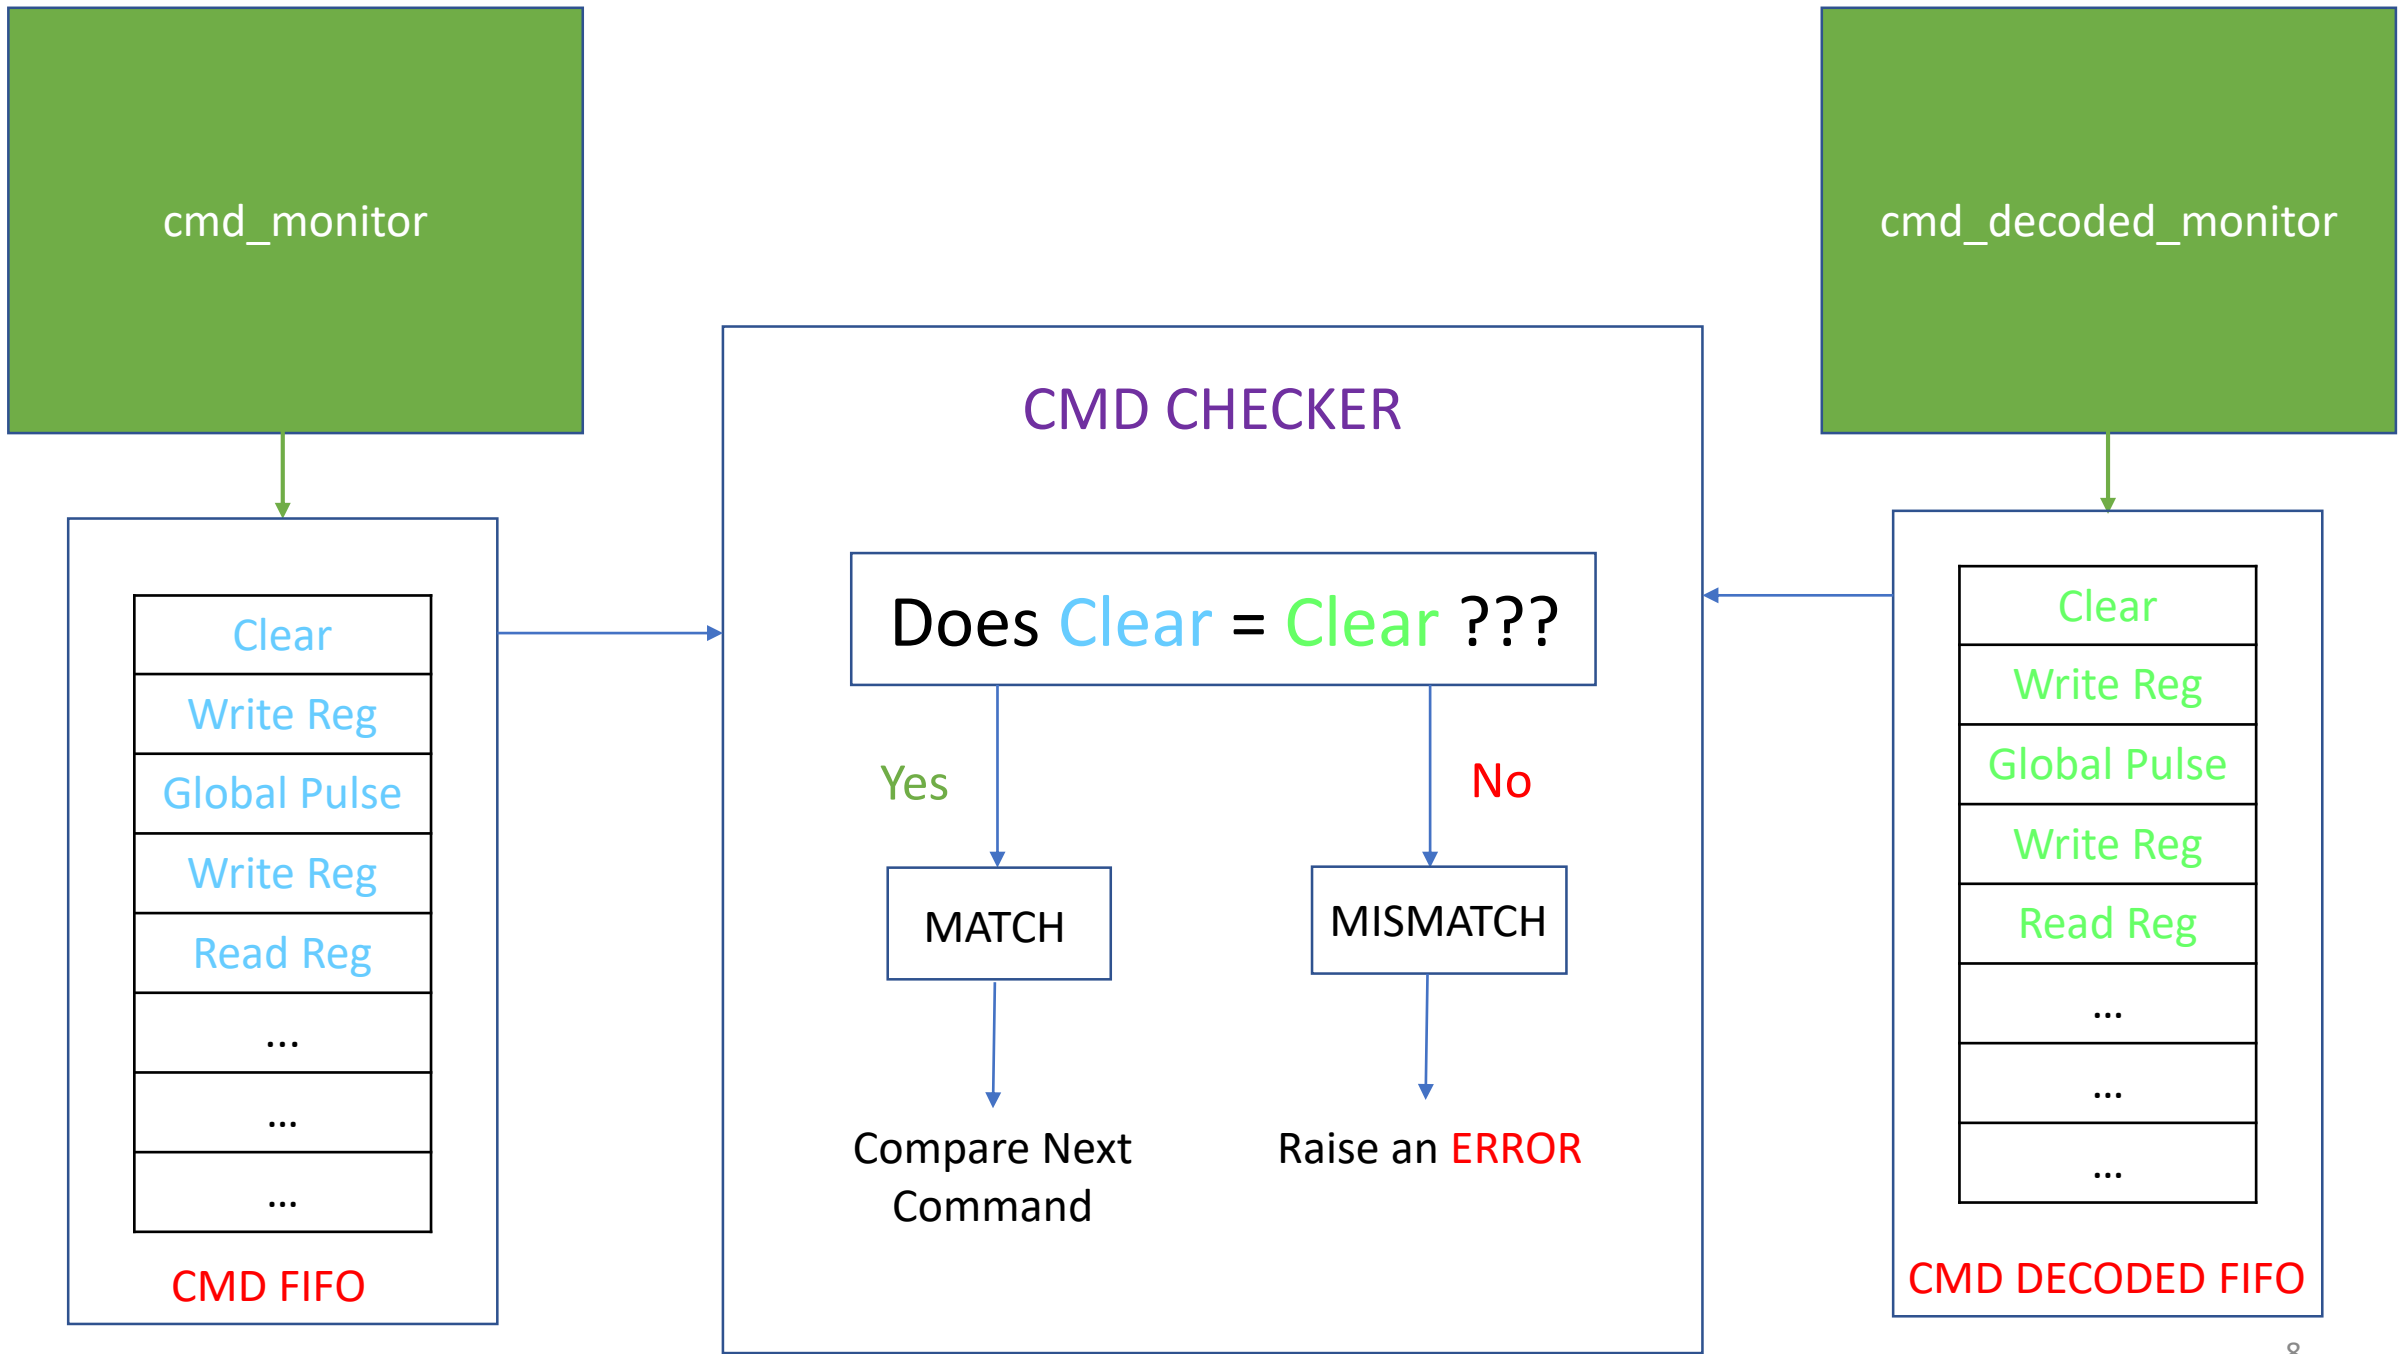 cmd_monitor
cmd_decoded_monitor
CMD CHECKER
Clear
Write Reg
Global Pulse
Write Reg
Read Reg
...
...
...
CMD FIFO
Does Clear = Clear ???
Yes
No
MATCH
MISMATCH
Compare Next
Command
Raise an ERROR
Clear
Write Reg
Global Pulse
Write Reg
Read Reg
...
...
...
CMD DECODED FIFO
8